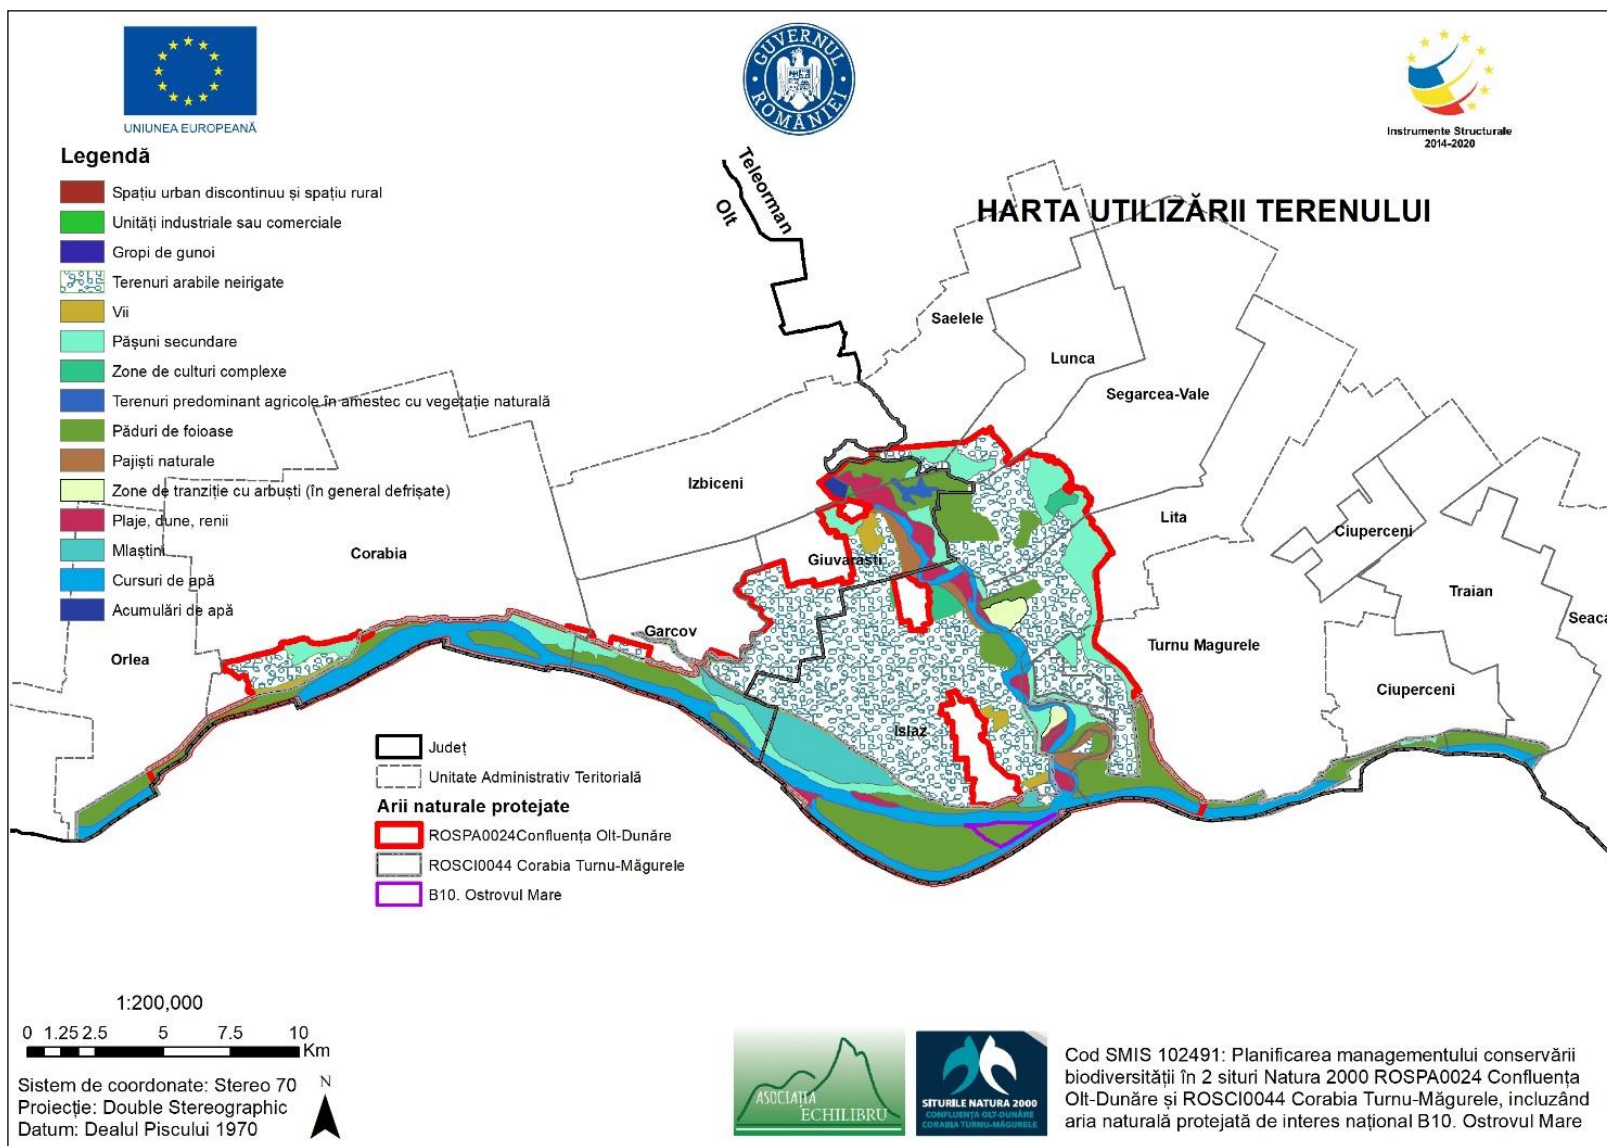 UNIUNEA EUROPEANĂ
GUVERNUL ROMÂNIEI
Instrumente Structurale
2014-2020
HARTA UTILIZĂRII TERENULUI
Legendă
Spațiu urban discontinuu și spațiu rural
Unități industriale sau comerciale
Gropi de gunoi
Terenuri arabile neirigate
Vii
Pășuni secundare
Zone de culturi complexe
Terenuri predominant agricole în amestec cu vegetație naturală
Păduri de foioase
Pajiști naturale
Zone de tranziție cu arbuști (în general defrișate)
Plaje, dune, renii
Mlaștini
Cursuri de apă
Acumulări de apă
Teleorman
Olt
Saelele
Lunca
Segarcea-Vale
Izbiceni
Lita
Ciuperceni
Corabia
Giuvarasti
Traian
Seaca
Garcov
Turnu Magurele
Orlea
Ciuperceni
Islaz
Județ
Unitate Administrativ Teritorială
Arii naturale protejate
ROSPA0024Confluența Olt-Dunăre
ROSCI0044 Corabia Turnu-Măgurele
B10. Ostrovul Mare
1:200,000
0 1.25 2.5 5 7.5 10
Km
Sistem de coordonate: Stereo 70
Proiecție: Double Stereographic
Datum: Dealul Piscului 1970
N
ASOCIAȚIA
ECHILIBRU
SITURILE NATURA 2000
CONFLUENȚA OLT-DUNĂRE
CORABIA TURNU-MĂGURELE
Cod SMIS 102491: Planificarea managementului conservării
biodiversității în 2 situri Natura 2000 ROSPA0024 Confluența
Olt-Dunăre și ROSCI0044 Corabia Turnu-Măgurele, incluzând
aria naturală protejată de interes național B10. Ostrovul Mare